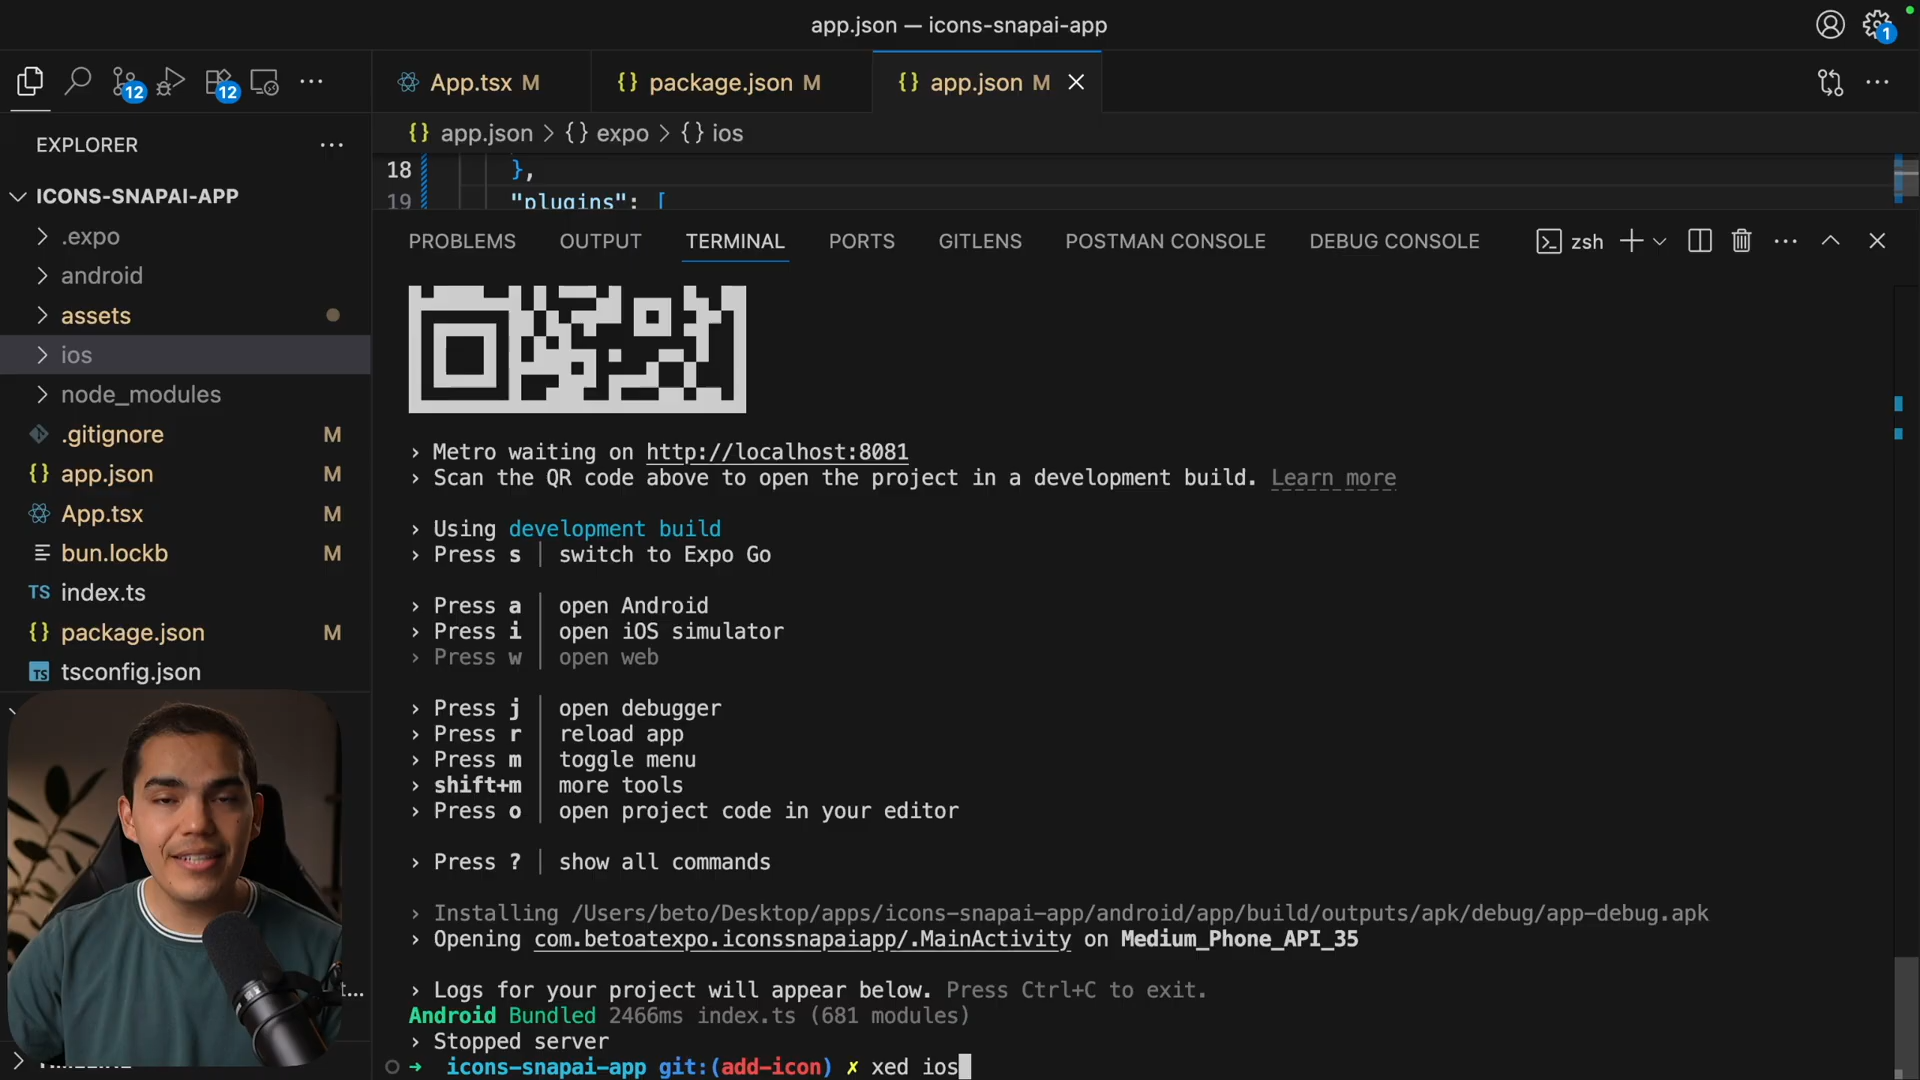 app.json — icons-snapai-app
1
12
12
App.tsx M
{} package.json M
{} app.json M
EXPLORER
{} app.json > {} expo > {} ios
ICONS-SNAPAI-APP
.expo
android
assets
ios
node_modules
.gitignore M
{} app.json M
App.tsx M
bun.lockb M
TS index.ts
{} package.json M
TS tsconfig.json
18 },
19 "plugins": [
PROBLEMS OUTPUT TERMINAL PORTS GITLENS POSTMAN CONSOLE DEBUG CONSOLE zsh
› Metro waiting on http://localhost:8081
› Scan the QR code above to open the project in a development build. Learn more
› Using development build
› Press s │ switch to Expo Go
› Press a │ open Android
› Press i │ open iOS simulator
› Press w │ open web
› Press j │ open debugger
› Press r │ reload app
› Press m │ toggle menu
› shift+m │ more tools
› Press o │ open project code in your editor
› Press ? │ show all commands
› Installing /Users/beto/Desktop/apps/icons-snapai-app/android/app/build/outputs/apk/debug/app-debug.apk
› Opening com.betoatexpo.iconssnapaiapp/.MainActivity on Medium_Phone_API_35
› Logs for your project will appear below. Press Ctrl+C to exit.
Android Bundled 2466ms index.ts (681 modules)
› Stopped server
➜ icons-snapai-app git:(add-icon) ✗ xed ios